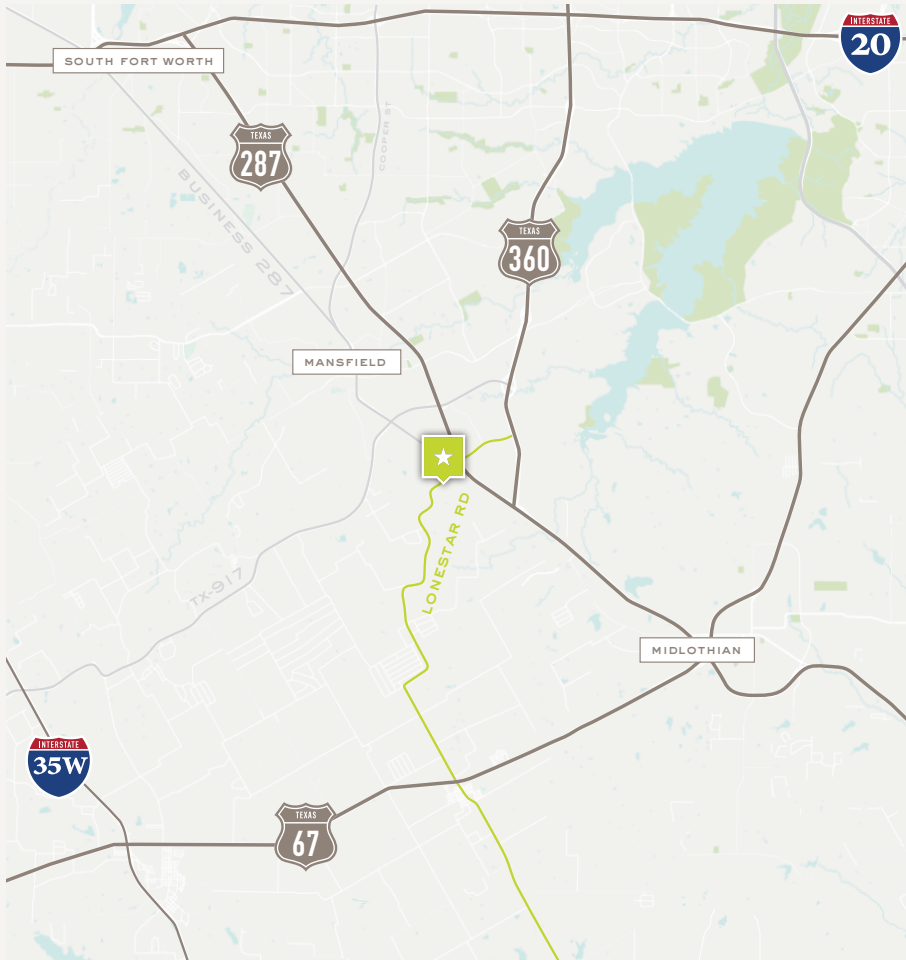 INTERSTATE
20
SOUTH FORT WORTH
COOPER ST
TEXAS
287
BUSINESS 287
TEXAS
360
MANSFIELD
LONESTAR RD
TX-917
MIDLOTHIAN
INTERSTATE
35W
TEXAS
67